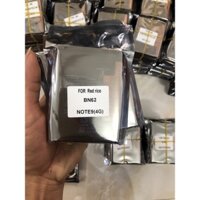 FOR Red rice
BN62
NOTE9(4G)